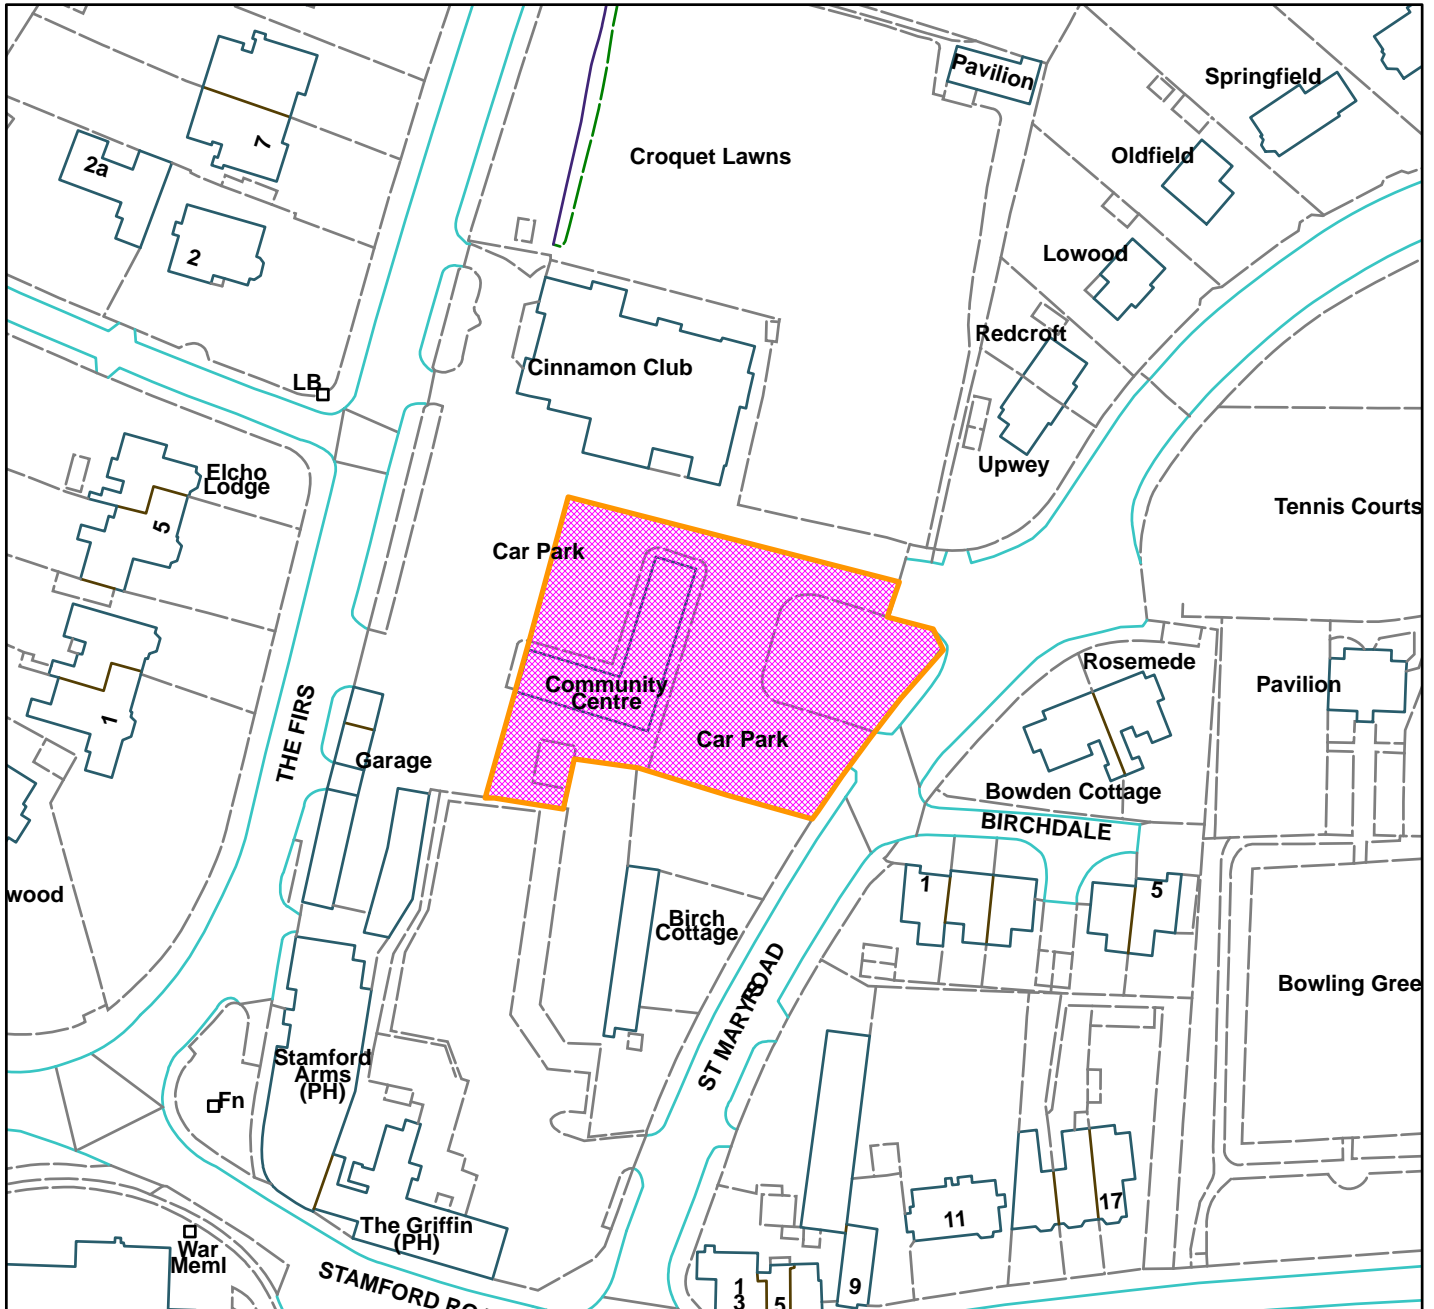 Pavilion
Springfield
7
2a
Croquet Lawns
Oldfield
2
Lowood
Redcroft
Cinnamon Club
LB
Upwey
Elcho
Lodge
5
Tennis Courts
Car Park
Rosemede
Pavilion
Community
Centre
1
THE FIRS
Car Park
Garage
Bowden Cottage
BIRCHDALE
wood
1
5
Birch
Cottage
ST MARY'S ROAD
Bowling Gree
Stamford
Arms
(PH)
Fn
The Griffin
(PH)
11
17
War
Meml
STAMFORD RO
1
3
5
9